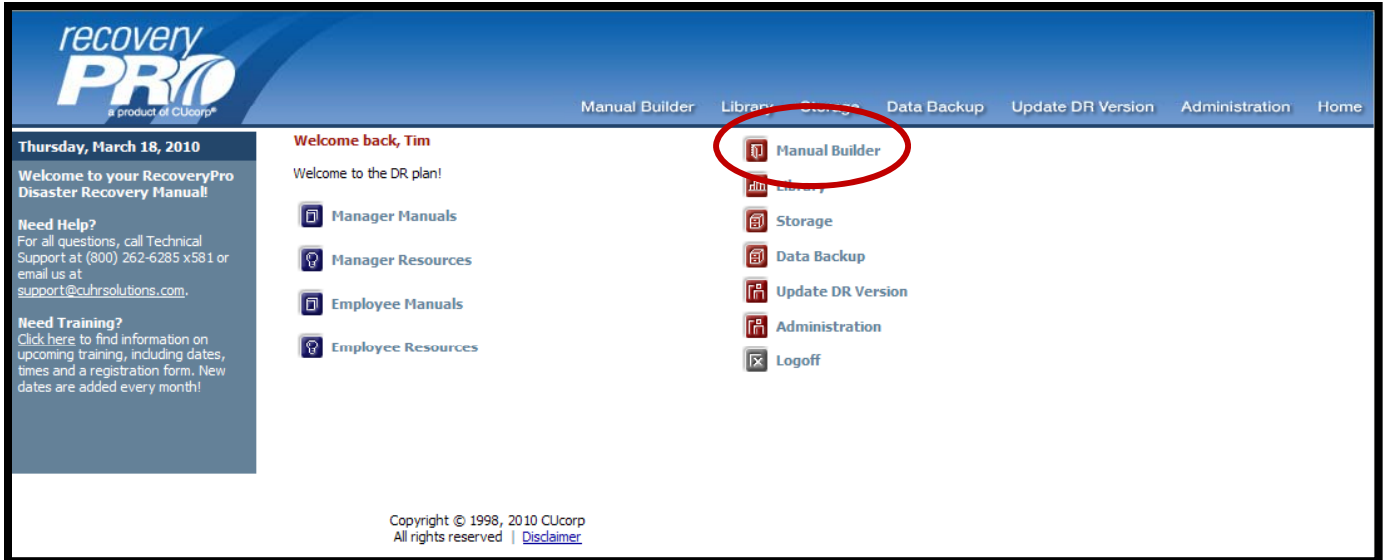 recovery
PRO
a product of CUcorp®
Manual Builder Library Storage Data Backup Update DR Version Administration Home
Thursday, March 18, 2010
Welcome to your RecoveryPro
Disaster Recovery Manual!
Need Help?
For all questions, call Technical
Support at (800) 262-6285 x581 or
email us at
support@cuhrsolutions.com.
Need Training?
Click here to find information on
upcoming training, including dates,
times and a registration form. New
dates are added every month!
Welcome back, Tim
Welcome to the DR plan!
Manager Manuals
Manager Resources
Employee Manuals
Employee Resources
Manual Builder
Library
Storage
Data Backup
Update DR Version
Administration
Logoff
Copyright © 1998, 2010 CUcorp
All rights reserved | Disclaimer